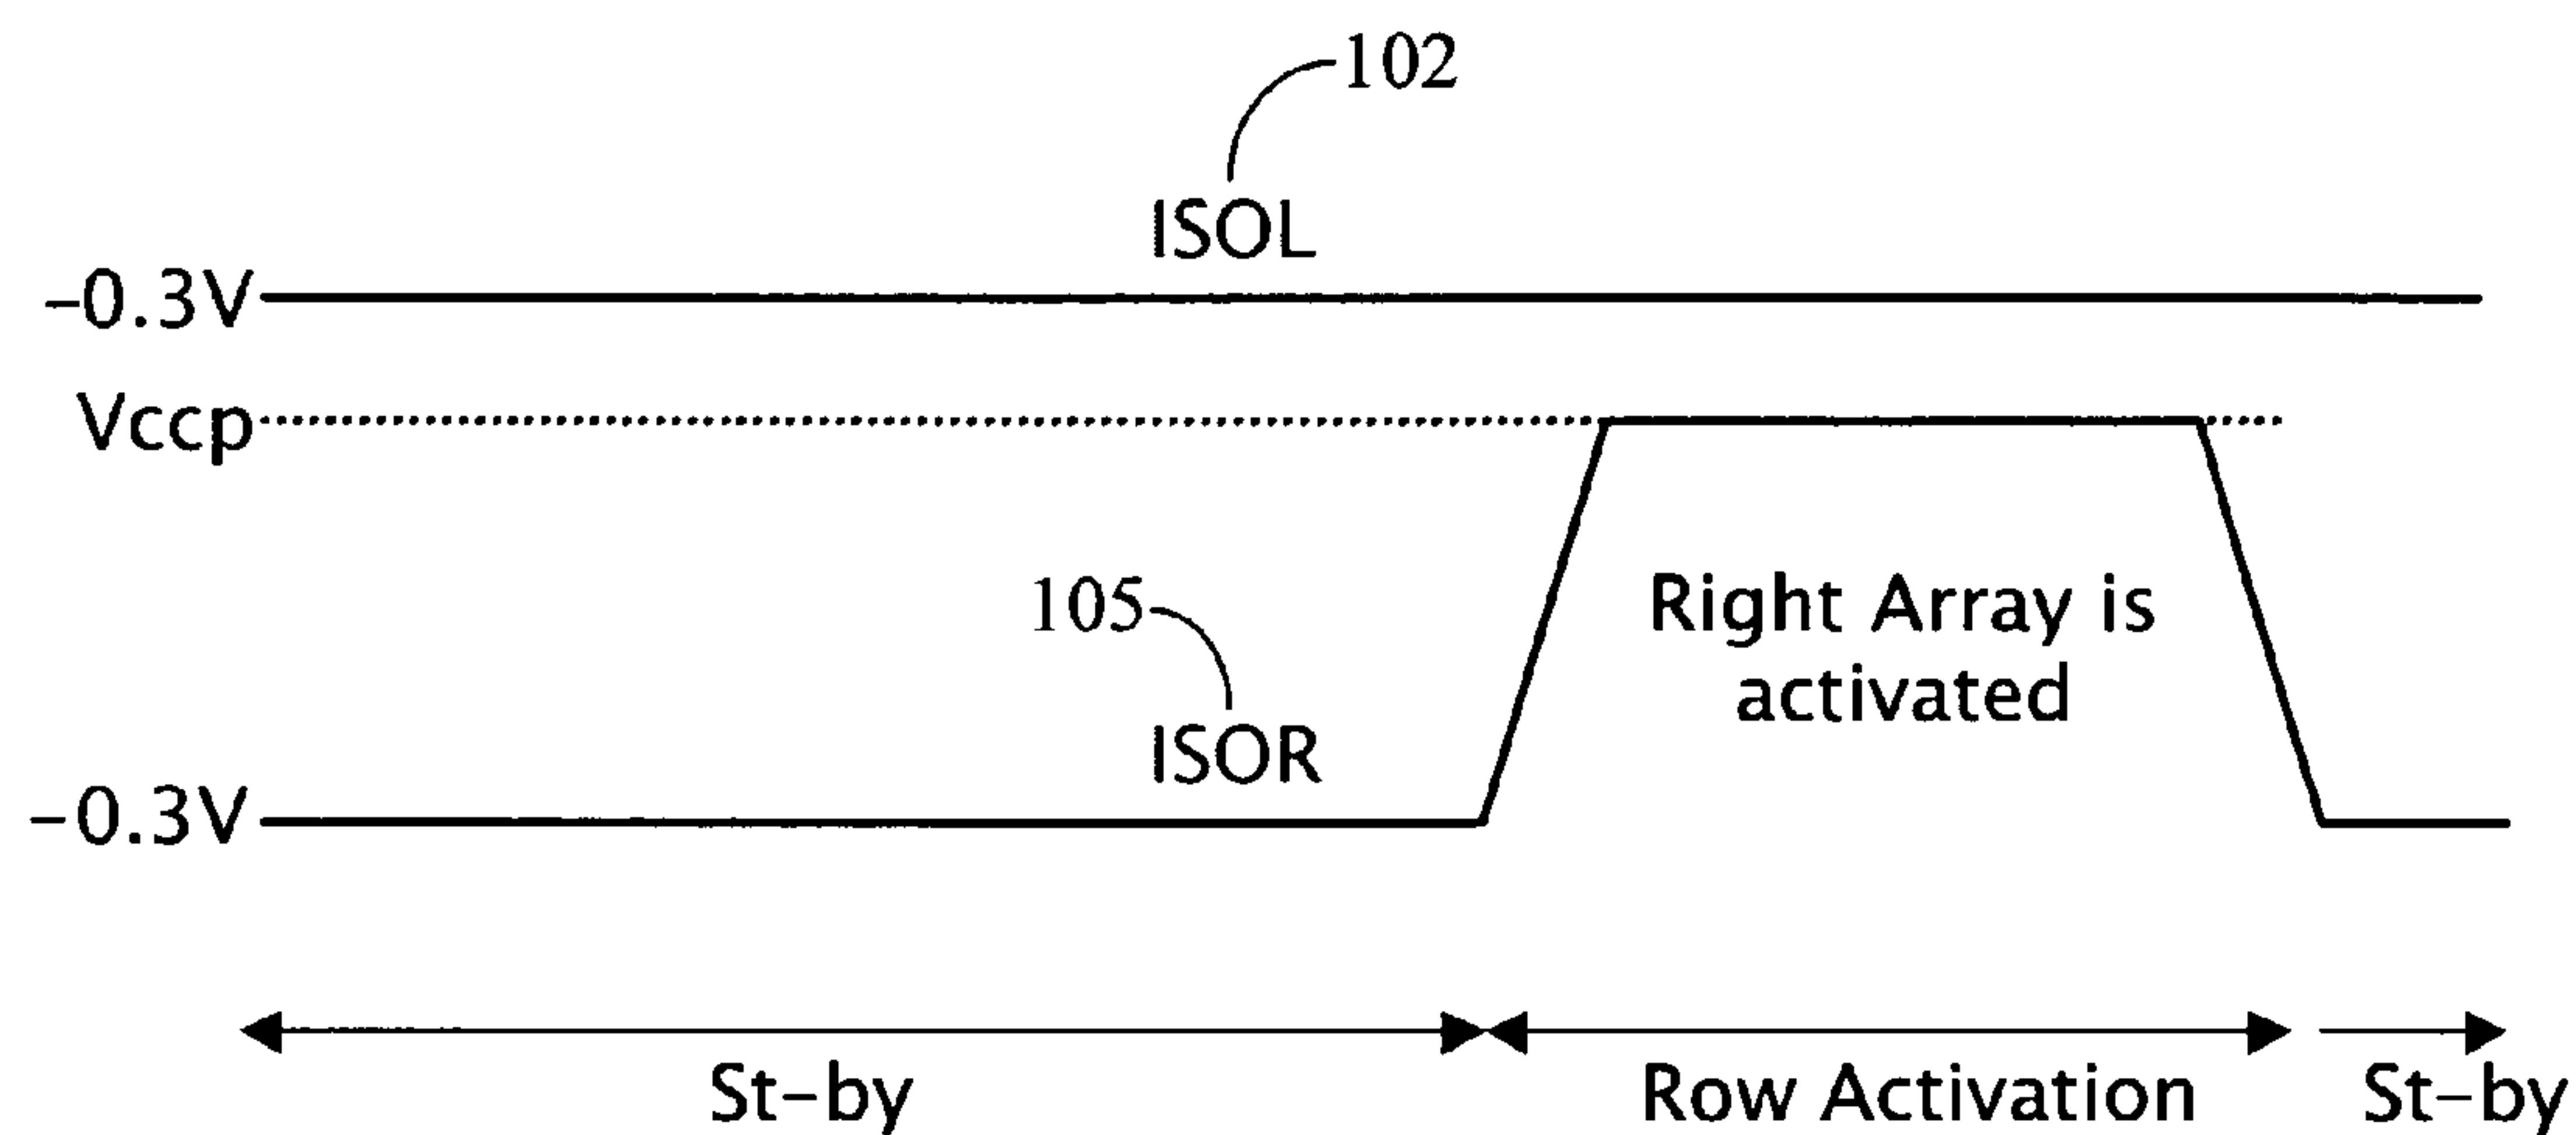 102
ISOL
-0.3V
Vccp
105
Right Array is
activated
ISOR
-0.3V
St-by
Row Activation
St-by